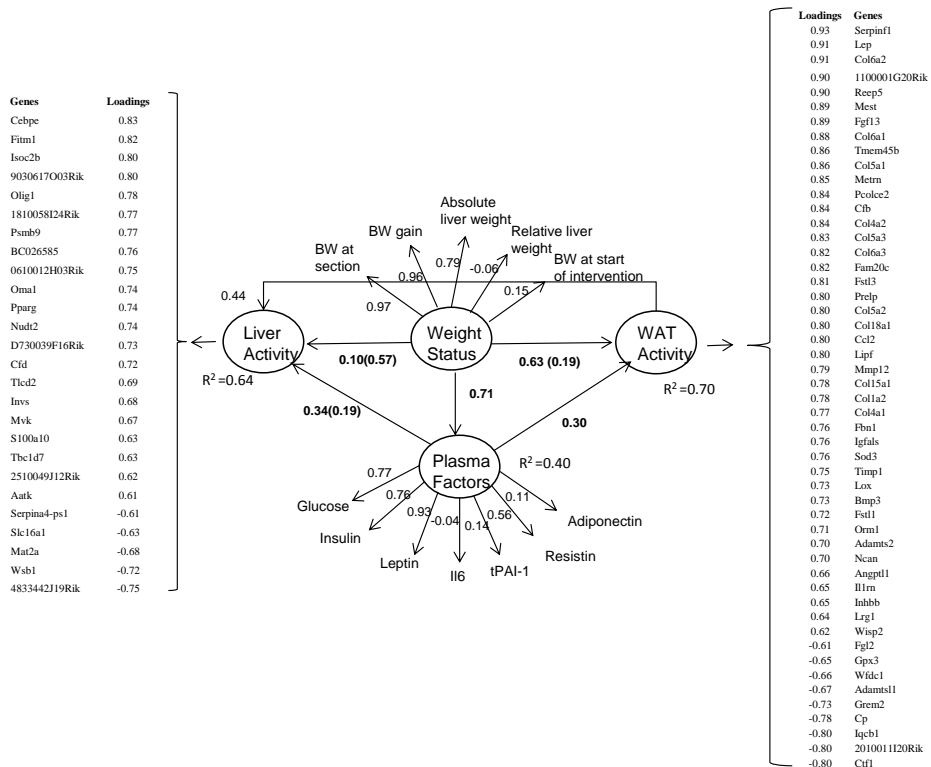 Genes Loadings
Cebpe 0.83
Fitm1 0.82
Isoc2b 0.80
9030617O03Rik 0.80
Olig1 0.78
1810058I24Rik 0.77
Psmb9 0.77
BC026585 0.76
0610012H03Rik 0.75
Oma1 0.74
Pparg 0.74
Nudt2 0.74
D730039F16Rik 0.73
Cfd 0.72
Tlcd2 0.69
Invs 0.68
Mvk 0.67
S100a10 0.63
Tbc1d7 0.63
2510049J12Rik 0.62
Aatk 0.61
Serpina4-ps1 -0.61
Slc16a1 -0.63
Mat2a -0.68
Wsb1 -0.72
4833442J19Rik -0.75
Absolute
liver weight
BW gain
Relative liver
weight
BW at
section
BW at start
of intervention
0.97
0.96
0.79
-0.06
0.15
0.44
Liver
Activity
R² =0.64
Weight
Status
WAT
Activity
R² =0.70
0.10(0.57)
0.63 (0.19)
0.71
0.34(0.19)
0.30
Plasma
Factors
R² =0.40
0.77
0.76
0.93
-0.04
0.14
0.56
0.11
Glucose
Insulin
Leptin
Il6
tPAI-1
Resistin
Adiponectin
Loadings Genes
0.93 Serpinf1
0.91 Lep
0.91 Col6a2
0.90 1100001G20Rik
0.90 Reep5
0.89 Mest
0.89 Fgf13
0.88 Col6a1
0.86 Tmem45b
0.86 Col5a1
0.85 Metrn
0.84 Pcolce2
0.84 Cfb
0.84 Col4a2
0.83 Col5a3
0.82 Col6a3
0.82 Fam20c
0.81 Fstl3
0.80 Prelp
0.80 Col5a2
0.80 Col18a1
0.80 Ccl2
0.80 Lipf
0.79 Mmp12
0.78 Col15a1
0.78 Col1a2
0.77 Col4a1
0.76 Fbn1
0.76 Igfals
0.76 Sod3
0.75 Timp1
0.73 Lox
0.73 Bmp3
0.72 Fstl1
0.71 Orm1
0.70 Adamts2
0.70 Ncan
0.66 Angptl1
0.65 Il1rn
0.65 Inhbb
0.64 Lrg1
0.62 Wisp2
-0.61 Fgl2
-0.65 Gpx3
-0.66 Wfdc1
-0.67 Adamtsl1
-0.73 Grem2
-0.78 Cp
-0.80 Iqcb1
-0.80 2010011I20Rik
-0.80 Ctf1